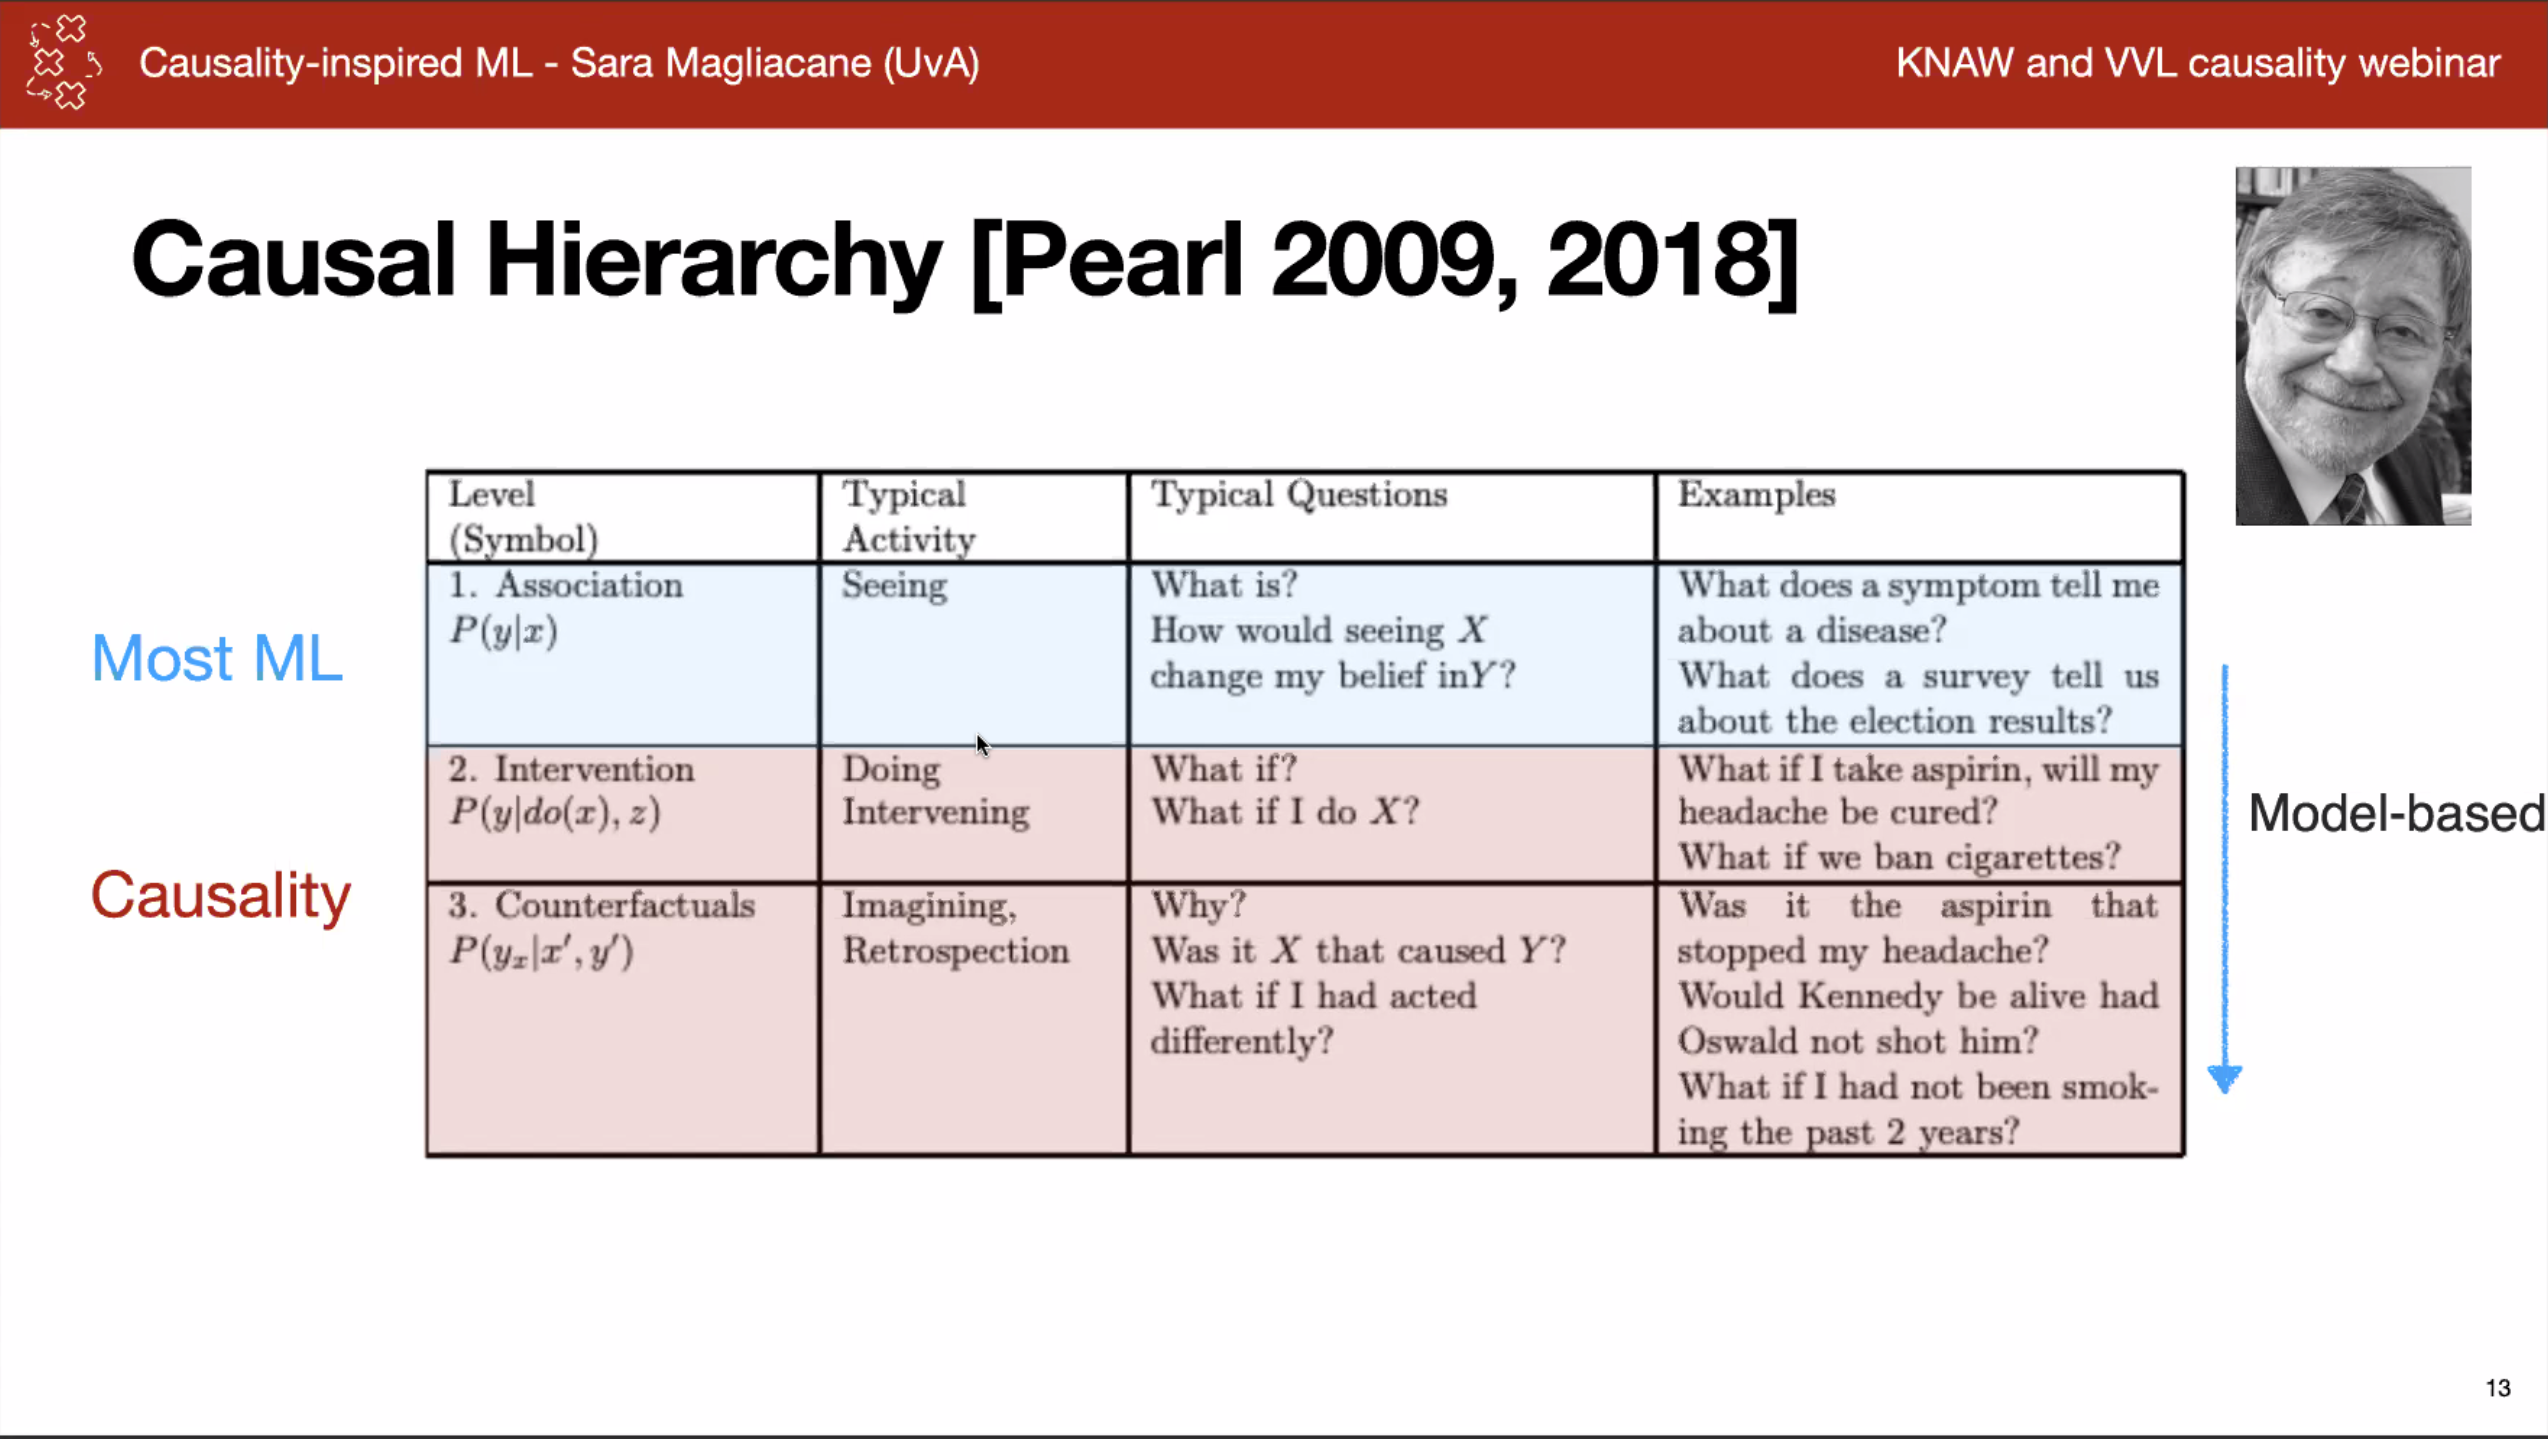 Causality-inspired ML - Sara Magliacane (UvA)
KNAW and VVL causality webinar
Causal Hierarchy [Pearl 2009, 2018]
Level
(Symbol)
Typical
Activity
Typical Questions
Examples
Most ML
1. Association
P(y|x)
Seeing
What is?
How would seeing X
change my belief inY?
What does a symptom tell me
about a disease?
What does a survey tell us
about the election results?
2. Intervention
P(y|do(x), z)
Doing
Intervening
What if?
What if I do X?
What if I take aspirin, will my
headache be cured?
What if we ban cigarettes?
Model-based
Causality
3. Counterfactuals
P(yₓ|x′, y′)
Imagining,
Retrospection
Why?
Was it X that caused Y?
What if I had acted
differently?
Was it the aspirin that
stopped my headache?
Would Kennedy be alive had
Oswald not shot him?
What if I had not been smok-
ing the past 2 years?
13